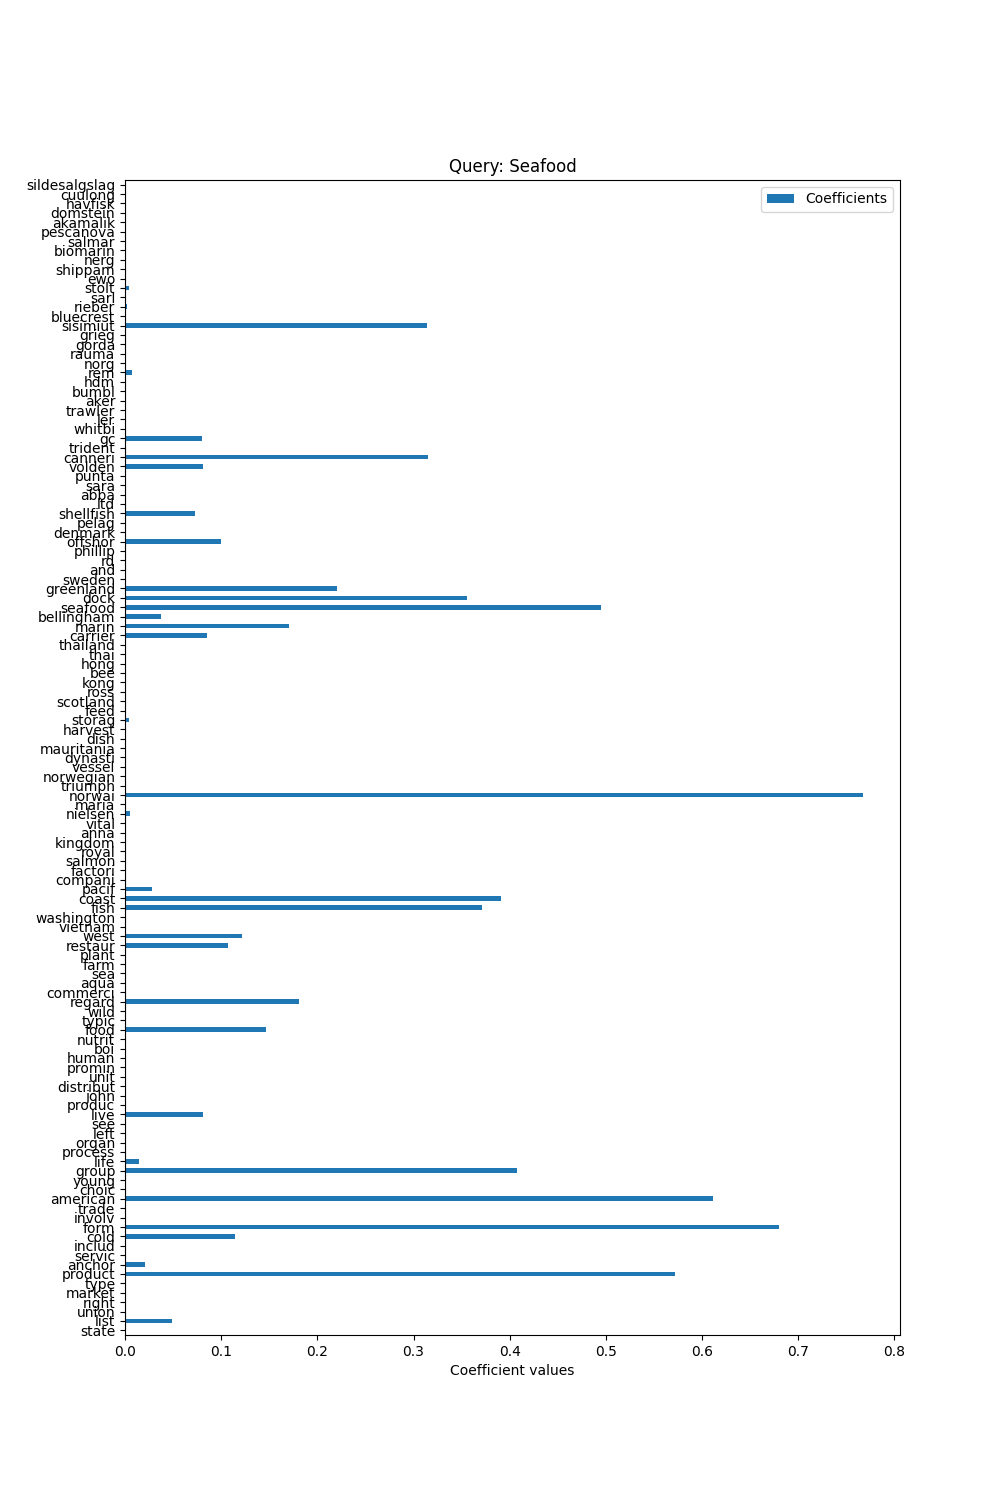 Query: Seafood
Coefficients
sildesalgslag
cuulong
havfisk
domstein
akamalik
pescanova
salmar
biomarin
nerg
shippam
ewo
stolt
sarl
rieber
bluecrest
sisimiut
grieg
gorda
rauma
norg
rem
hdm
bumbl
aker
trawler
ler
whitbi
gc
trident
canneri
volden
punta
sara
abba
ltd
shellfish
pelag
denmark
offshor
phillip
rd
and
sweden
greenland
dock
seafood
bellingham
marin
carrier
thailand
thai
hong
bee
kong
ross
scotland
feed
storag
harvest
dish
mauritania
dynasti
vessel
norwegian
triumph
norwai
maria
nielsen
vital
anna
kingdom
royal
salmon
factori
compani
pacif
coast
fish
washington
vietnam
west
restaur
plant
farm
sea
aqua
commerci
regard
wild
typic
food
nutrit
boi
human
promin
unit
distribut
john
produc
live
see
left
organ
process
life
group
young
choic
american
trade
involv
form
cold
includ
servic
anchor
product
type
market
right
union
list
state
0.0 0.1 0.2 0.3 0.4 0.5 0.6 0.7 0.8
Coefficient values